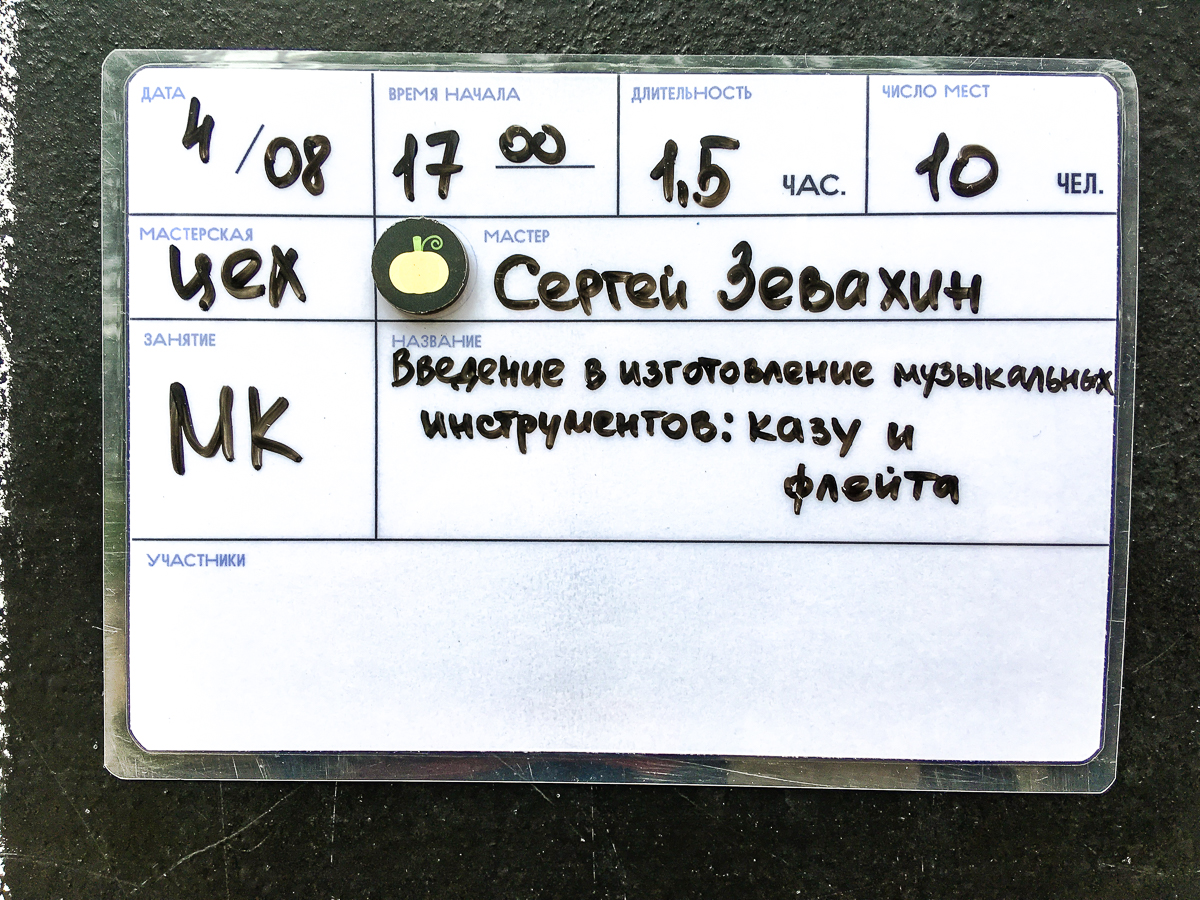 ДАТА
4/08
ВРЕМЯ НАЧАЛА
17 00
ДЛИТЕЛЬНОСТЬ
1,5 ЧАС.
ЧИСЛО МЕСТ
10 ЧЕЛ.
МАСТЕРСКАЯ
цех
МАСТЕР
Сергей Зевахин
ЗАНЯТИЕ
МК
НАЗВАНИЕ
Введение в изготовление музыкальных
инструментов: казу и
флейта
УЧАСТНИКИ